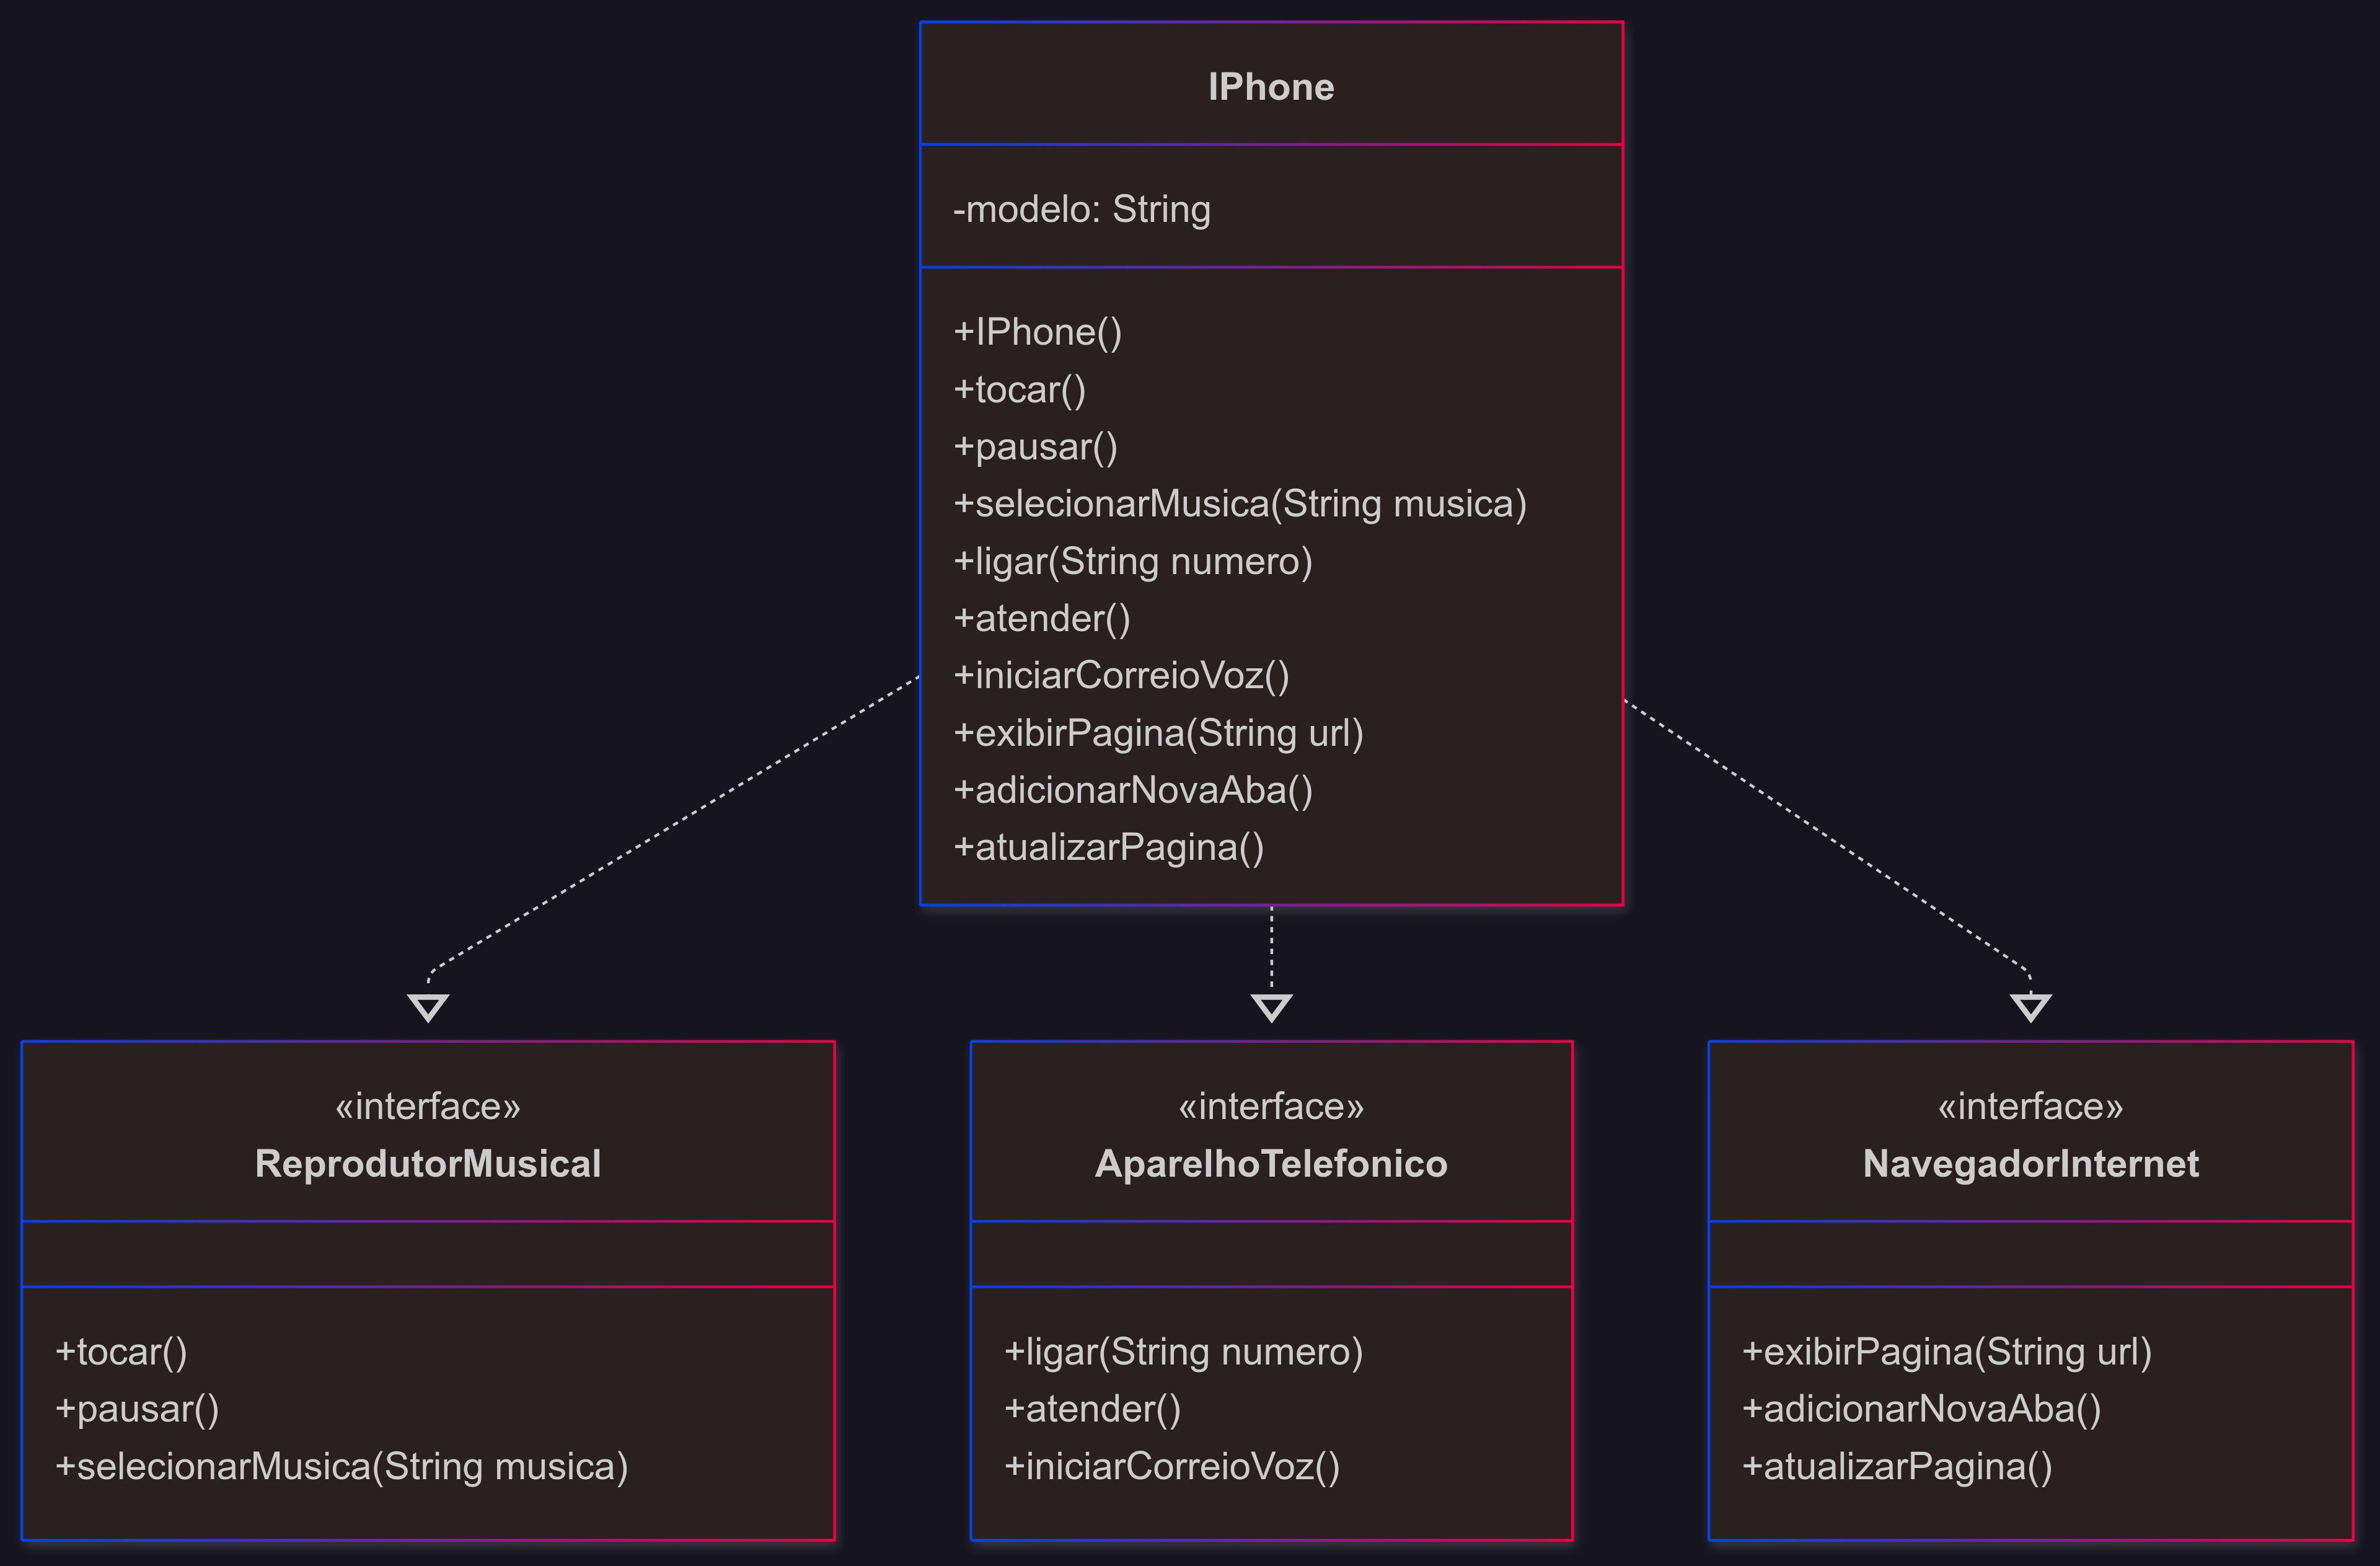 IPhone
-modelo: String
+IPhone()
+tocar()
+pausar()
+selecionarMusica(String musica)
+ligar(String numero)
+atender()
+iniciarCorreioVoz()
+exibirPagina(String url)
+adicionarNovaAba()
+atualizarPagina()
«interface»
ReprodutorMusical
+tocar()
+pausar()
+selecionarMusica(String musica)
«interface»
AparelhoTelefonico
+ligar(String numero)
+atender()
+iniciarCorreioVoz()
«interface»
NavegadorInternet
+exibirPagina(String url)
+adicionarNovaAba()
+atualizarPagina()